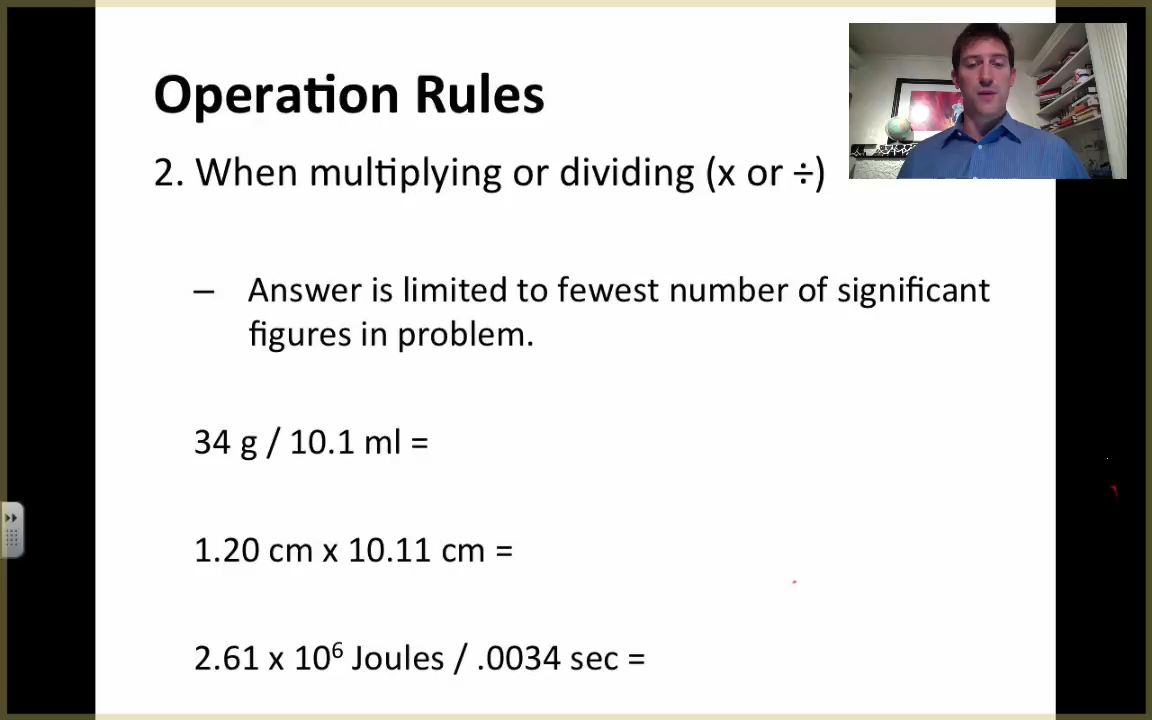 Operation Rules
2. When multiplying or dividing (x or ÷)
– Answer is limited to fewest number of significant
figures in problem.
34 g / 10.1 ml =
1.20 cm x 10.11 cm =
2.61 x 10⁶ Joules / .0034 sec =